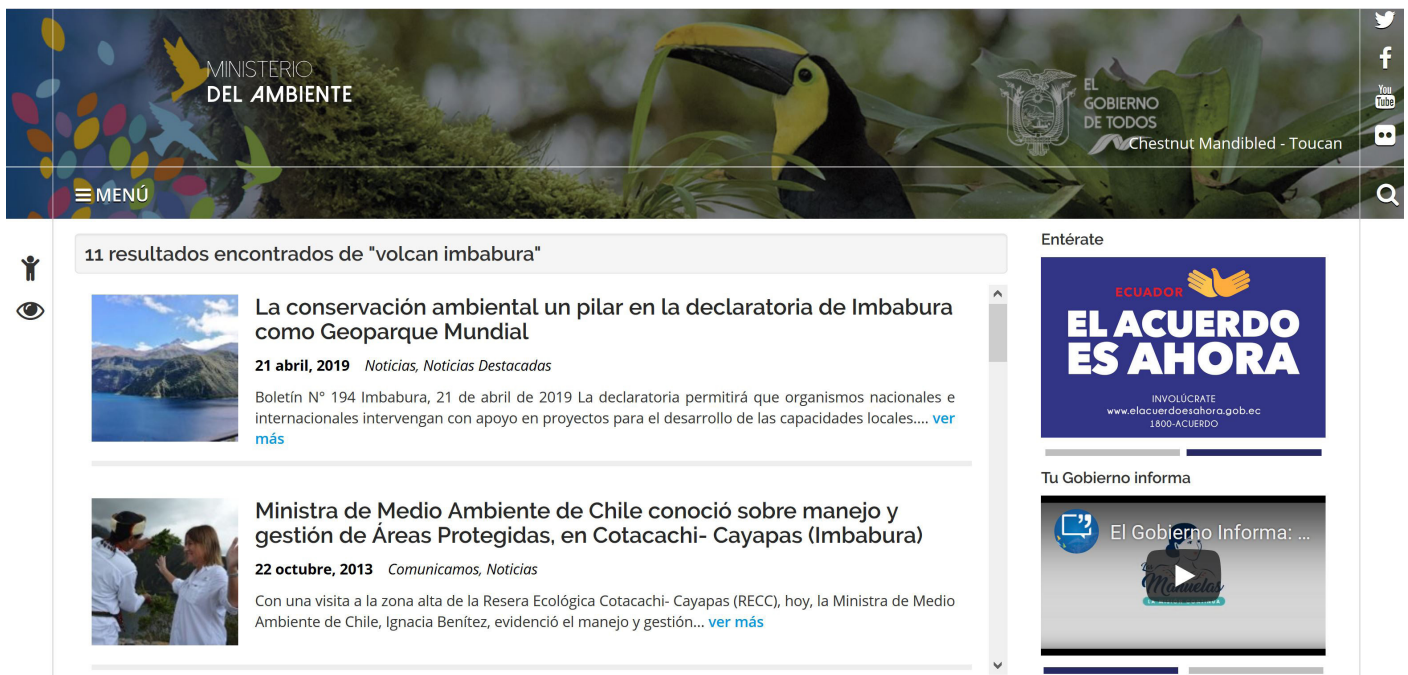 MINISTERIO
DEL AMBIENTE
EL
GOBIERNO
DE TODOS
Chestnut Mandibled - Toucan
You
Tube
MENÚ
11 resultados encontrados de "volcan imbabura"
La conservación ambiental un pilar en la declaratoria de Imbabura
como Geoparque Mundial
21 abril, 2019 Noticias, Noticias Destacadas
Boletín N° 194 Imbabura, 21 de abril de 2019 La declaratoria permitirá que organismos nacionales e
internacionales intervengan con apoyo en proyectos para el desarrollo de las capacidades locales.... ver
más
Ministra de Medio Ambiente de Chile conoció sobre manejo y
gestión de Áreas Protegidas, en Cotacachi- Cayapas (Imbabura)
22 octubre, 2013 Comunicamos, Noticias
Con una visita a la zona alta de la Resera Ecológica Cotacachi- Cayapas (RECC), hoy, la Ministra de Medio
Ambiente de Chile, Ignacia Benítez, evidenció el manejo y gestión... ver más
Entérate
ECUADOR
EL ACUERDO
ES AHORA
INVOLÚCRATE
www.elacuerdoesahora.gob.ec
1800-ACUERDO
Tu Gobierno informa
El Gobierno Informa: ...
Las
Manuelas